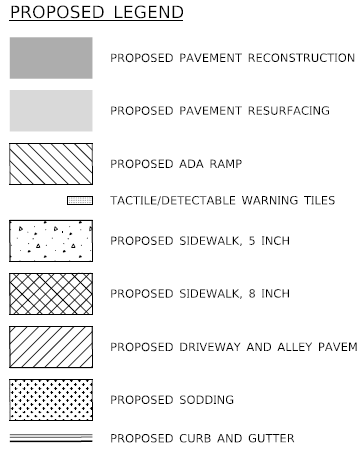 PROPOSED LEGEND
PROPOSED PAVEMENT RECONSTRUCTION
PROPOSED PAVEMENT RESURFACING
PROPOSED ADA RAMP
TACTILE/DETECTABLE WARNING TILES
PROPOSED SIDEWALK, 5 INCH
PROPOSED SIDEWALK, 8 INCH
PROPOSED DRIVEWAY AND ALLEY PAVEM
PROPOSED SODDING
PROPOSED CURB AND GUTTER